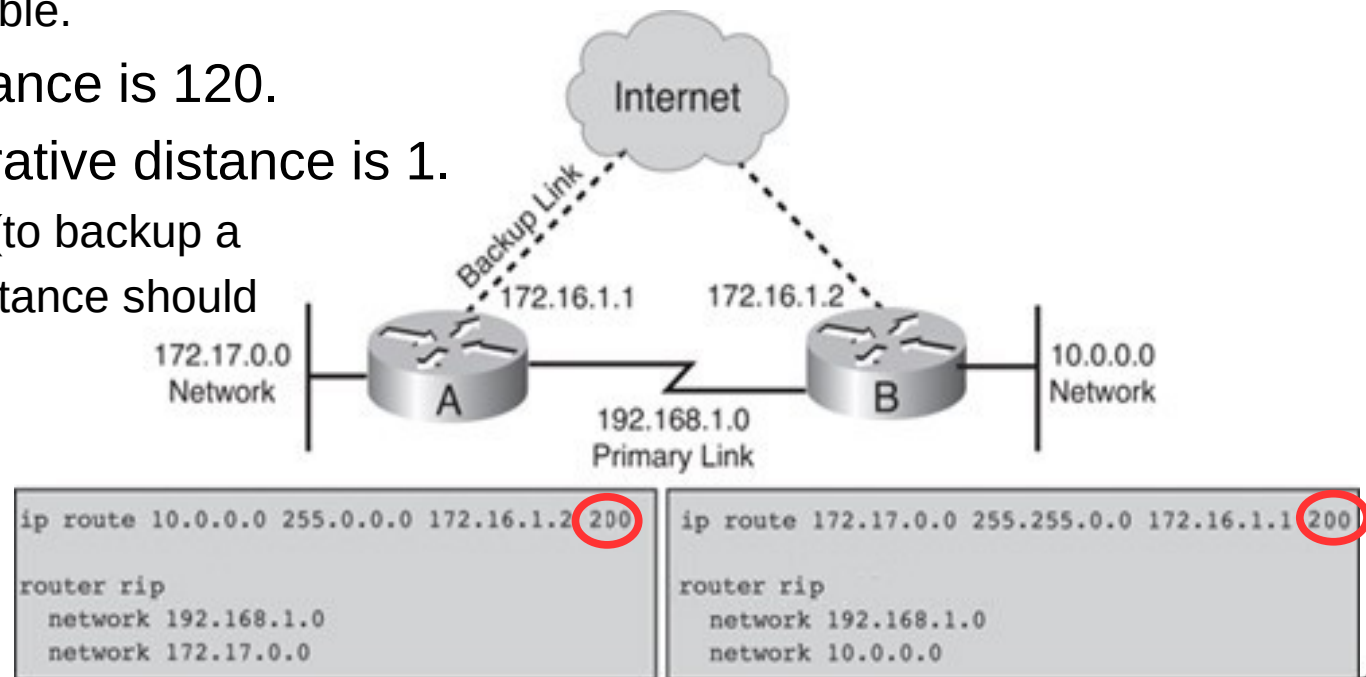 ble.
ance is 120.
rative distance is 1.
(to backup a
tance should
Internet
Backup Link
172.16.1.1
172.16.1.2
172.17.0.0
Network
A
B
10.0.0.0
Network
192.168.1.0
Primary Link
ip route 10.0.0.0 255.0.0.0 172.16.1.2 200
router rip
network 192.168.1.0
network 172.17.0.0
ip route 172.17.0.0 255.255.0.0 172.16.1.1 200
router rip
network 192.168.1.0
network 10.0.0.0